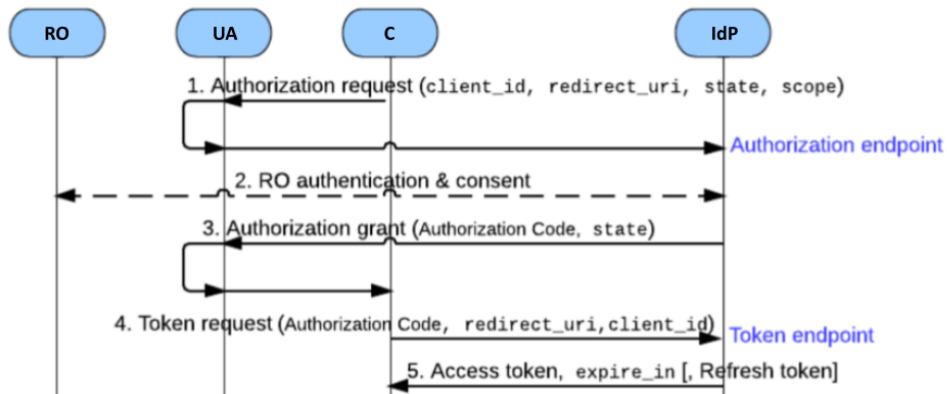 RO UA C IdP
1. Authorization request (client_id, redirect_uri, state, scope)
Authorization endpoint
2. RO authentication & consent
3. Authorization grant (Authorization Code, state)
4. Token request (Authorization Code, redirect_uri,client_id)
Token endpoint
5. Access token, expire_in [, Refresh token]